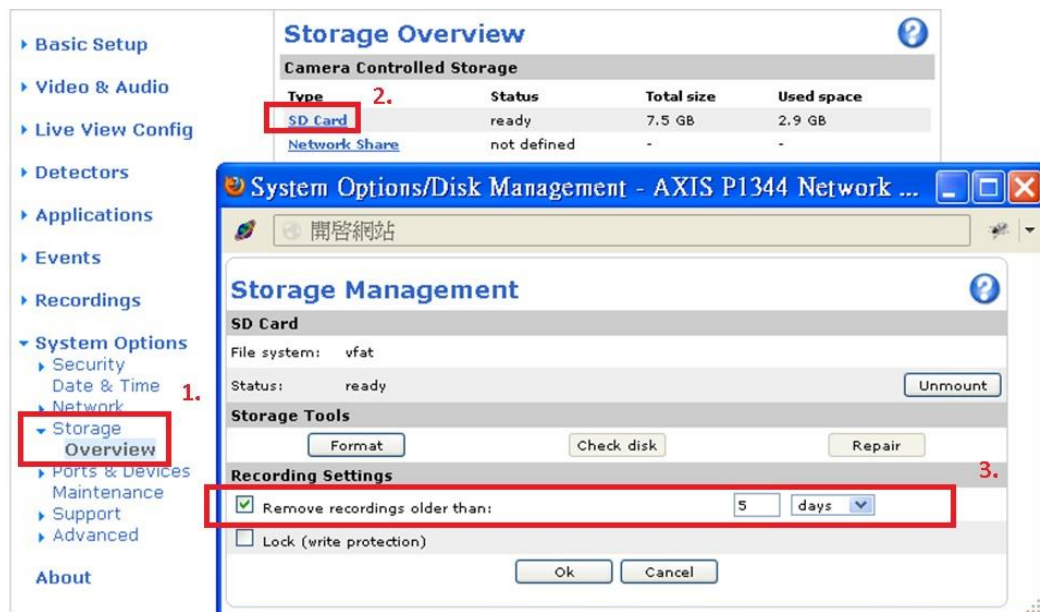 Basic Setup
Video & Audio
Live View Config
Detectors
Applications
Events
Recordings
System Options
Security
Date & Time
1.
Network
Storage
Overview
Ports & Devices
Maintenance
Support
Advanced
About
Storage Overview
Camera Controlled Storage
Type Status Total size Used space
2.
SD Card ready 7.5 GB 2.9 GB
Network Share not defined - -
System Options/Disk Management - AXIS P1344 Network ...
開啓網站
Storage Management
SD Card
File system: vfat
Status: ready Unmount
Storage Tools
Format Check disk Repair
Recording Settings
3.
Remove recordings older than: 5 days
Lock (write protection)
Ok Cancel